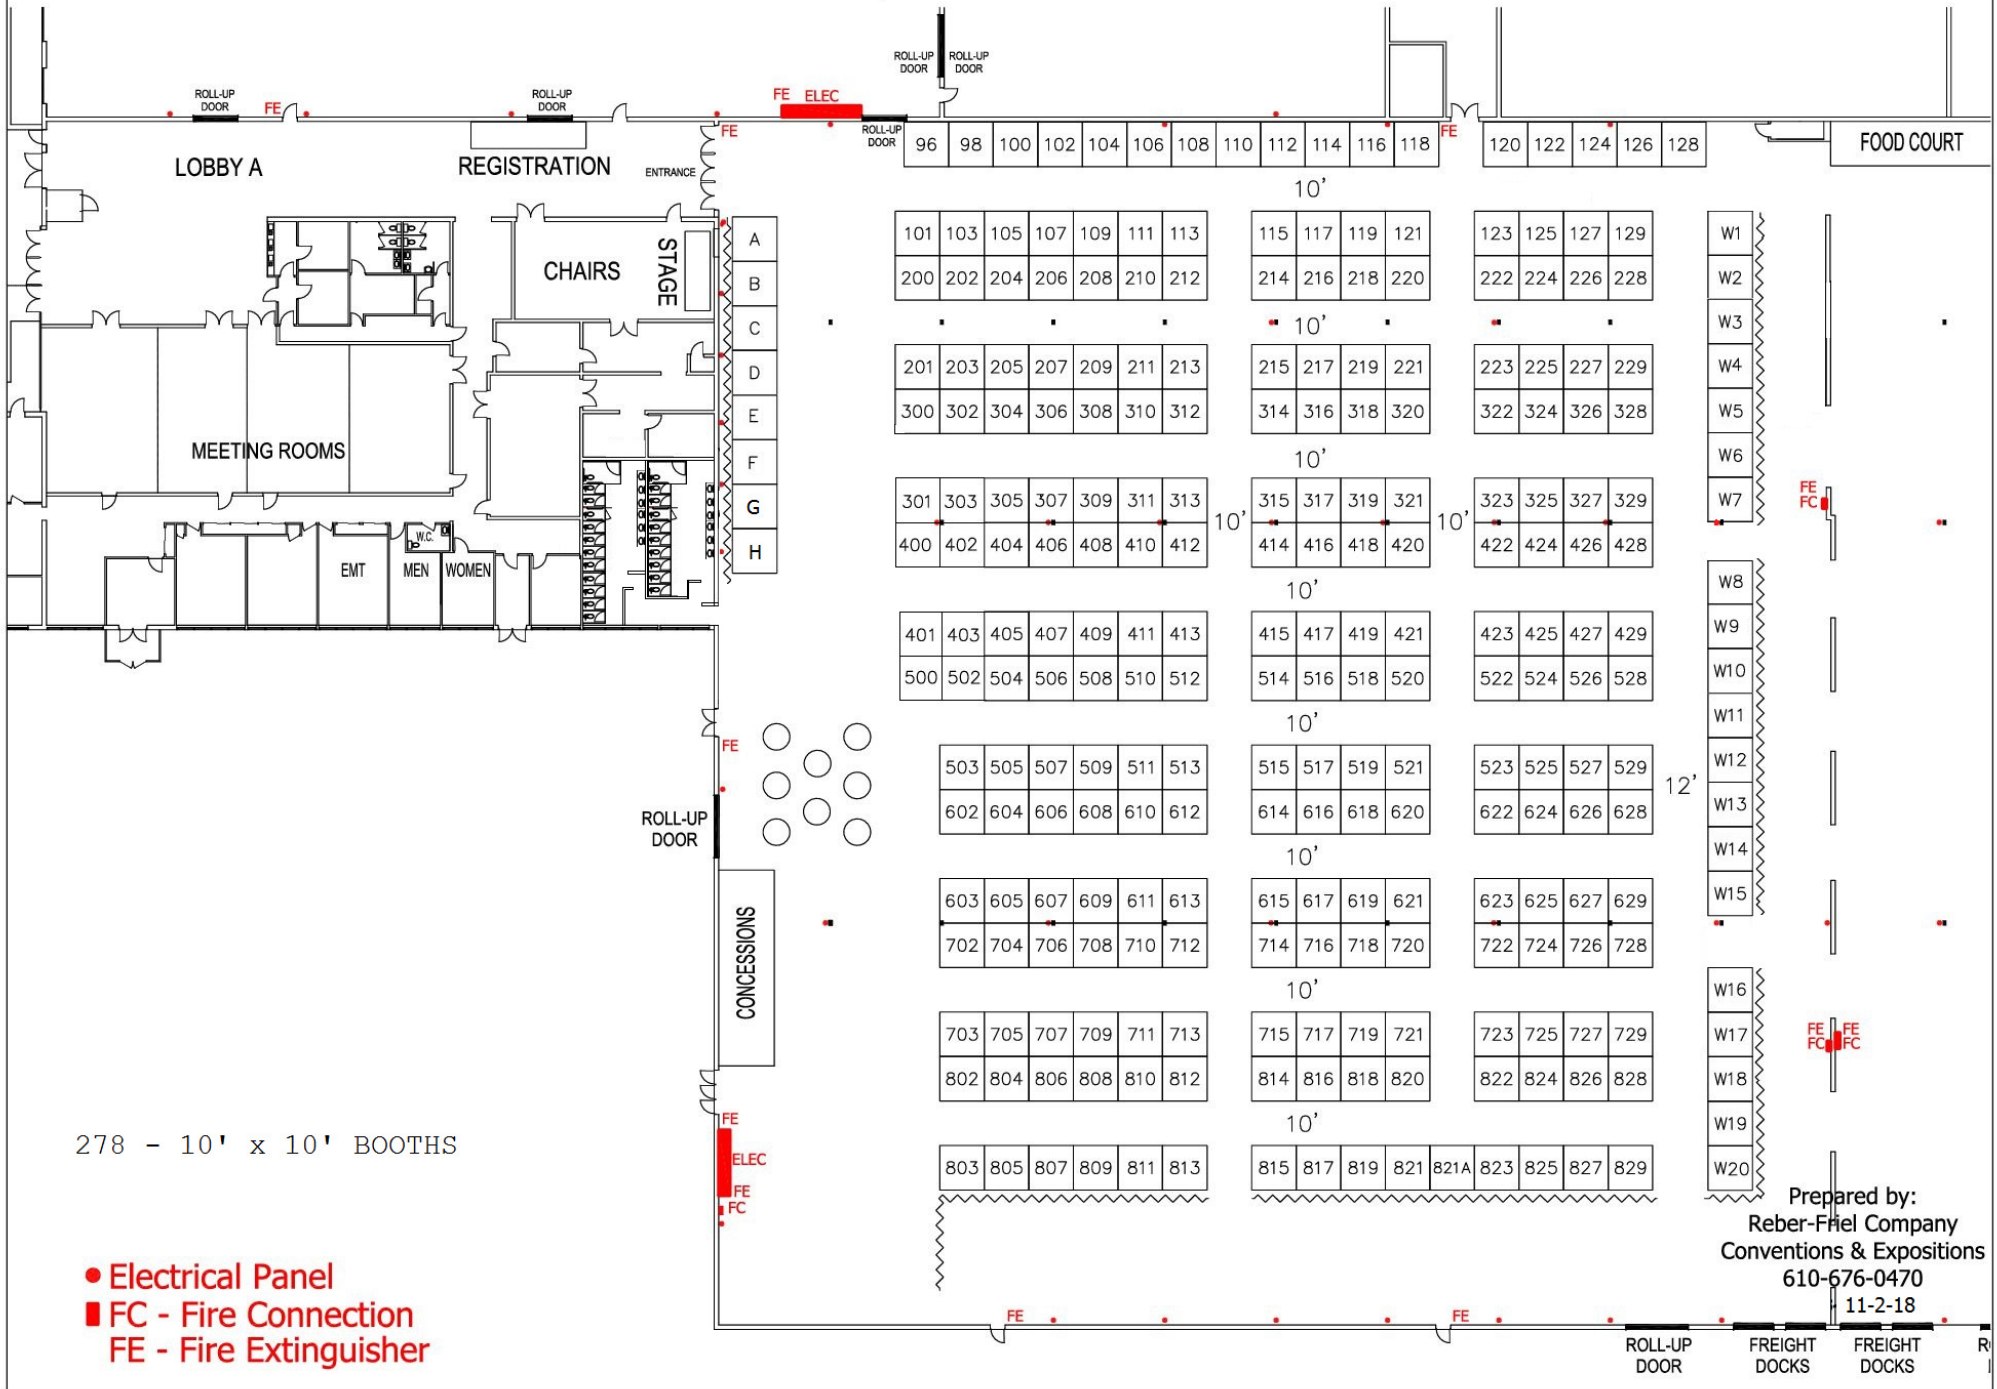 ROLL-UP
DOOR
ROLL-UP
DOOR
ROLL-UP
DOOR
FE
ROLL-UP
DOOR
FE ELEC
FE
ROLL-UP
DOOR
FE
LOBBY A
REGISTRATION
ENTRANCE
96 98 100 102 104 106 108 110 112 114 116 118
120 122 124 126 128
FOOD COURT
10'
CHAIRS
STAGE
A
B
C
D
E
F
G
H
101 103 105 107 109 111 113
115 117 119 121
123 125 127 129
200 202 204 206 208 210 212
214 216 218 220
222 224 226 228
10'
201 203 205 207 209 211 213
215 217 219 221
223 225 227 229
300 302 304 306 308 310 312
314 316 318 320
322 324 326 328
10'
301 303 305 307 309 311 313
315 317 319 321
323 325 327 329
10'
10'
400 402 404 406 408 410 412
414 416 418 420
422 424 426 428
10'
401 403 405 407 409 411 413
415 417 419 421
423 425 427 429
500 502 504 506 508 510 512
514 516 518 520
522 524 526 528
10'
503 505 507 509 511 513
515 517 519 521
523 525 527 529
12'
602 604 606 608 610 612
614 616 618 620
622 624 626 628
10'
603 605 607 609 611 613
615 617 619 621
623 625 627 629
702 704 706 708 710 712
714 716 718 720
722 724 726 728
10'
703 705 707 709 711 713
715 717 719 721
723 725 727 729
802 804 806 808 810 812
814 816 818 820
822 824 826 828
10'
803 805 807 809 811 813
815 817 819 821 821A 823 825 827 829
W1
W2
W3
W4
W5
W6
W7
W8
W9
W10
W11
W12
W13
W14
W15
W16
W17
W18
W19
W20
FE
FC
FE FE
FC FC
MEETING ROOMS
W.C.
EMT
MEN
WOMEN
FE
ROLL-UP
DOOR
CONCESSIONS
FE
ELEC
FE
FC
278 - 10' x 10' BOOTHS
Electrical Panel
FC - Fire Connection
FE - Fire Extinguisher
Prepared by:
Reber-Friel Company
Conventions & Expositions
610-676-0470
11-2-18
FE
FE
ROLL-UP
DOOR
FREIGHT
DOCKS
FREIGHT
DOCKS